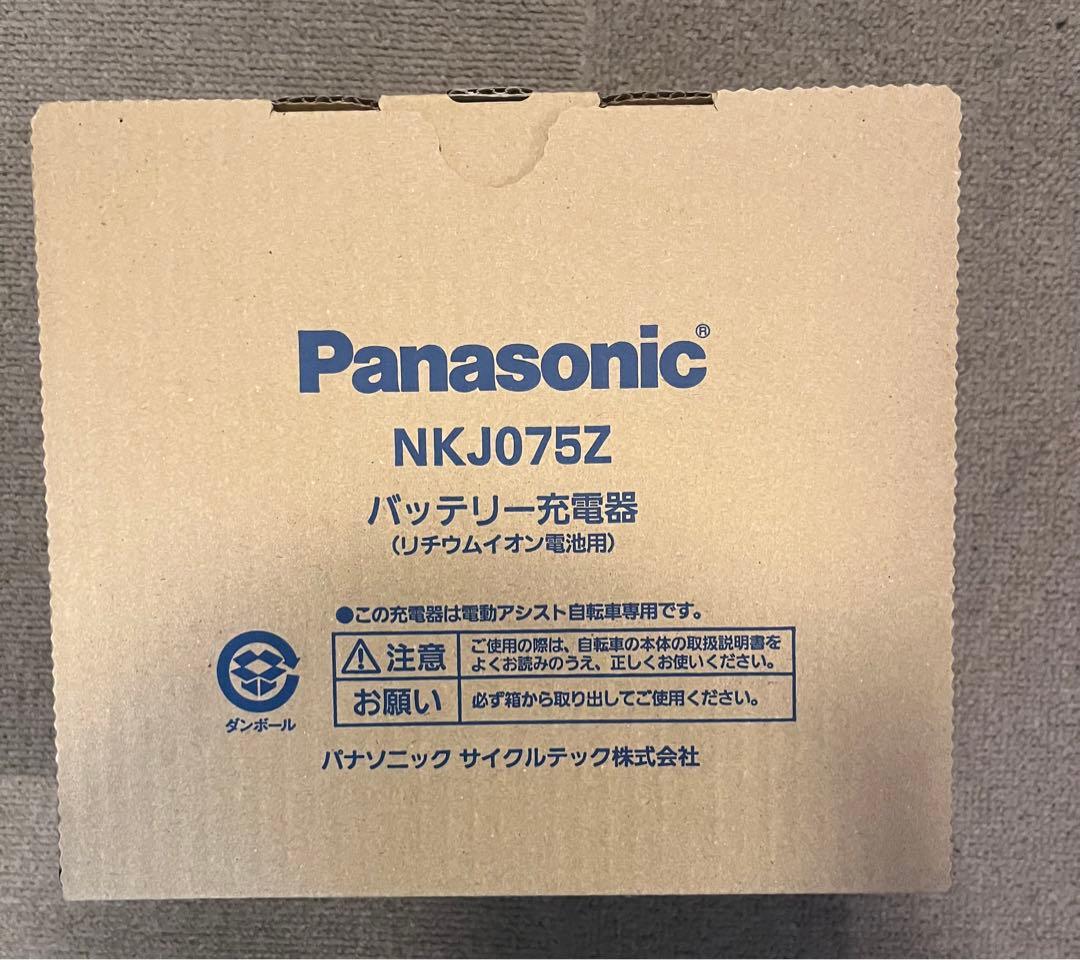 Panasonic®
NKJ075Z
バッテリー充電器
(リチウムイオン電池用)
●この充電器は電動アシスト自転車専用です。
注意
ご使用の際は、自転車の本体の取扱説明書を
よくお読みのうえ、正しくお使いください。
お願い
必ず箱から取り出してご使用ください。
ダンボール
パナソニック サイクルテック株式会社